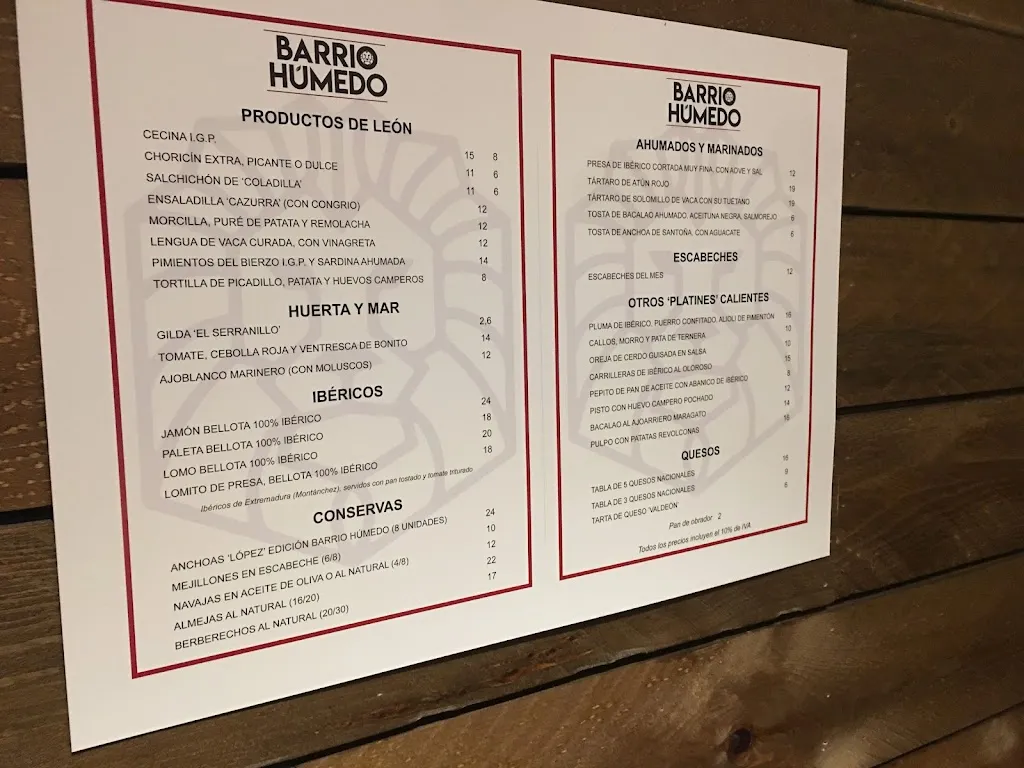 BARRIO
HÚMEDO
PRODUCTOS DE LEÓN
CECINA I.G.P. 15 8
CHORICÍN EXTRA, PICANTE O DULCE 11 6
SALCHICHÓN DE 'COLADILLA' 11 6
ENSALADILLA 'CAZURRA' (CON CONGRIO) 12
MORCILLA, PURÉ DE PATATA Y REMOLACHA 12
LENGUA DE VACA CURADA, CON VINAGRETA 12
PIMIENTOS DEL BIERZO I.G.P. Y SARDINA AHUMADA 14
TORTILLA DE PICADILLO, PATATA Y HUEVOS CAMPEROS 8
HUERTA Y MAR
GILDA 'EL SERRANILLO' 2,6
TOMATE, CEBOLLA ROJA Y VENTRESCA DE BONITO 14
AJOBLANCO MARINERO (CON MOLUSCOS) 12
IBÉRICOS
JAMÓN BELLOTA 100% IBÉRICO 24
PALETA BELLOTA 100% IBÉRICO 18
LOMO BELLOTA 100% IBÉRICO 20
LOMITO DE PRESA, BELLOTA 100% IBÉRICO 18
Ibéricos de Extremadura (Montánchez), servidos con pan tostado y tomate triturado
CONSERVAS
ANCHOAS 'LÓPEZ' EDICIÓN BARRIO HÚMEDO (8 UNIDADES) 24
MEJILLONES EN ESCABECHE (6/8) 10
NAVAJAS EN ACEITE DE OLIVA O AL NATURAL (4/8) 12
ALMEJAS AL NATURAL (16/20) 22
BERBERECHOS AL NATURAL (20/30) 17
BARRIO
HÚMEDO
AHUMADOS Y MARINADOS
PRESA DE IBÉRICO CORTADA MUY FINA, CON AOVE Y SAL 12
TÁRTARO DE ATÚN ROJO 19
TÁRTARO DE SOLOMILLO DE VACA CON SU TUÉTANO 19
TOSTA DE BACALAO AHUMADO, ACEITUNA NEGRA, SALMOREJO 6
TOSTA DE ANCHOA DE SANTOÑA, CON AGUACATE 6
ESCABECHES
ESCABECHES DEL MES 12
OTROS 'PLATINES' CALIENTES
PLUMA DE IBÉRICO, PUERRO CONFITADO, ALIOLI DE PIMENTÓN 16
CALLOS, MORRO Y PATA DE TERNERA 10
OREJA DE CERDO GUISADA EN SALSA 10
CARRILLERAS DE IBÉRICO AL OLOROSO 15
PEPITO DE PAN DE ACEITE CON ABANICO DE IBÉRICO 8
PISTO CON HUEVO CAMPERO POCHADO 12
BACALAO AL AJOARRIERO MARAGATO 14
PULPO CON PATATAS REVOLCONAS 16
QUESOS
TABLA DE 5 QUESOS NACIONALES 16
TABLA DE 3 QUESOS NACIONALES 9
TARTA DE QUESO 'VALDEÓN' 6
Pan de obrador 2
Todos los precios incluyen el 10% de IVA